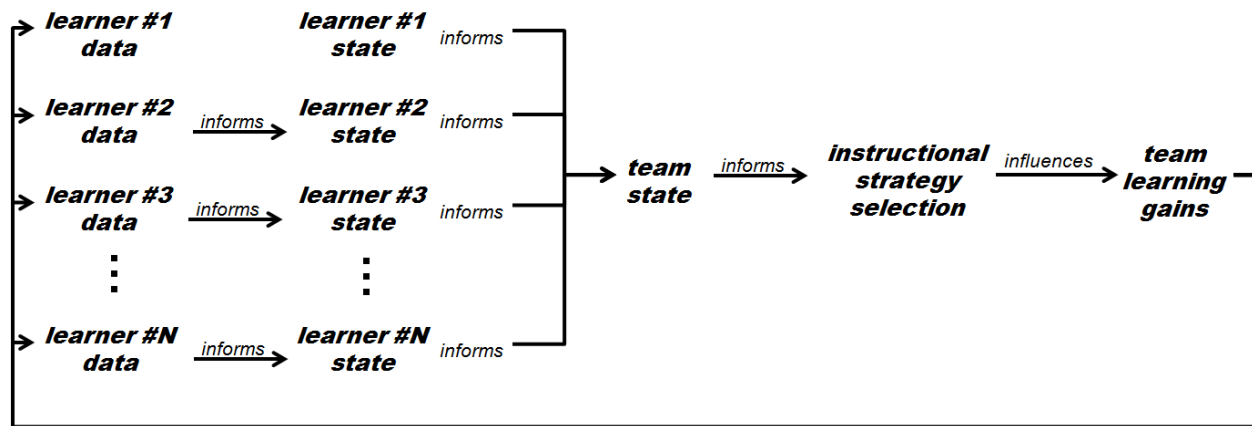 learner #1
data
learner #1
state
informs
learner #2
data
informs
learner #2
state
informs
learner #3
data
informs
learner #3
state
informs
learner #N
data
informs
learner #N
state
informs
team
state
informs
instructional
strategy
selection
influences
team
learning
gains